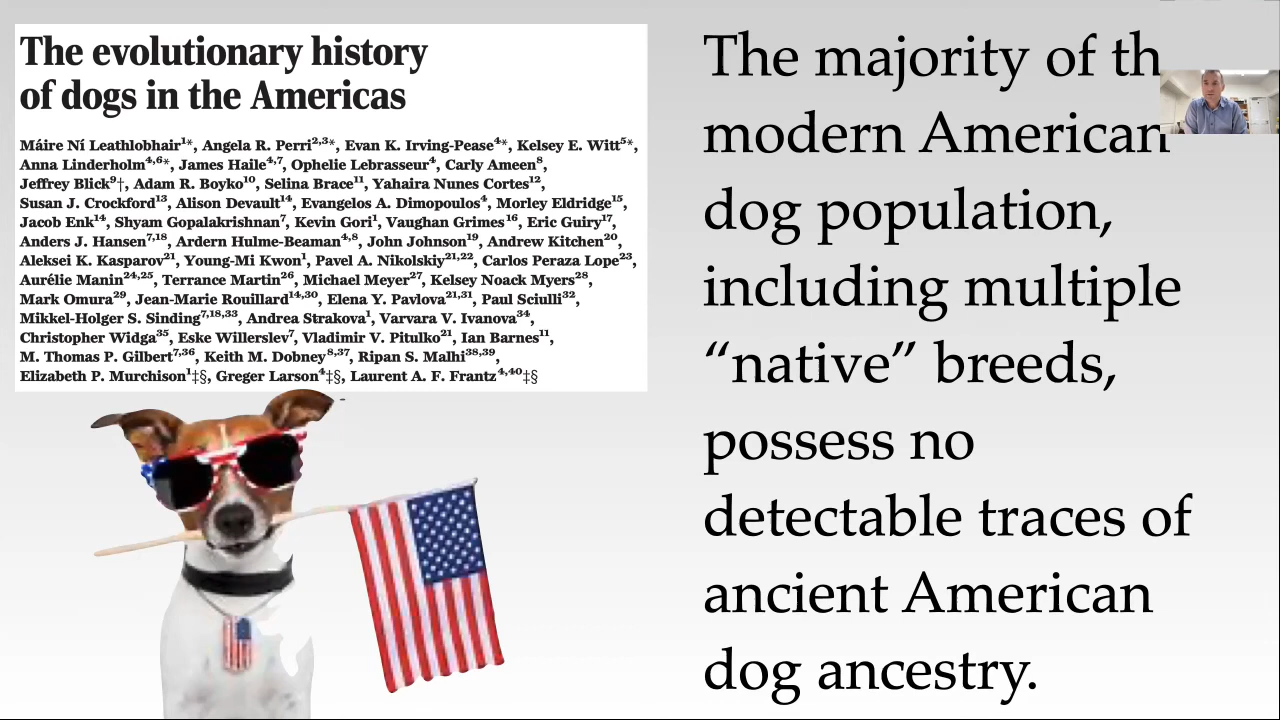 The evolutionary history
of dogs in the Americas
Máire Ní Leathlobhair¹*, Angela R. Perri²,³*, Evan K. Irving-Pease⁴*, Kelsey E. Witt⁵*,
Anna Linderholm⁴,⁶*, James Haile⁴,⁷, Ophelie Lebrasseur⁴, Carly Ameen⁸,
Jeffrey Blick⁹†, Adam R. Boyko¹⁰, Selina Brace¹¹, Yahaira Nunes Cortes¹²,
Susan J. Crockford¹³, Alison Devault¹⁴, Evangelos A. Dimopoulos⁴, Morley Eldridge¹⁵,
Jacob Enk¹⁴, Shyam Gopalakrishnan⁷, Kevin Gori¹, Vaughan Grimes¹⁶, Eric Guiry¹⁷,
Anders J. Hansen⁷,¹⁸, Ardern Hulme-Beaman⁴,⁸, John Johnson¹⁹, Andrew Kitchen²⁰,
Aleksei K. Kasparov²¹, Young-Mi Kwon¹, Pavel A. Nikolskiy²¹,²², Carlos Peraza Lope²³,
Aurélie Manin²⁴,²⁵, Terrance Martin²⁶, Michael Meyer²⁷, Kelsey Noack Myers²⁸,
Mark Omura²⁹, Jean-Marie Rouillard¹⁴,³⁰, Elena Y. Pavlova²¹,³¹, Paul Sciulli³²,
Mikkel-Holger S. Sinding⁷,¹⁸,³³, Andrea Strakova¹, Varvara V. Ivanova³⁴,
Christopher Widga³⁵, Eske Willerslev⁷, Vladimir V. Pitulko²¹, Ian Barnes¹¹,
M. Thomas P. Gilbert⁷,³⁶, Keith M. Dobney⁸,³⁷, Ripan S. Malhi³⁸,³⁹,
Elizabeth P. Murchison¹‡§, Greger Larson⁴‡§, Laurent A. F. Frantz⁴,⁴⁰‡§
The majority of th
modern American
dog population,
including multiple
“native” breeds,
possess no
detectable traces of
ancient American
dog ancestry.